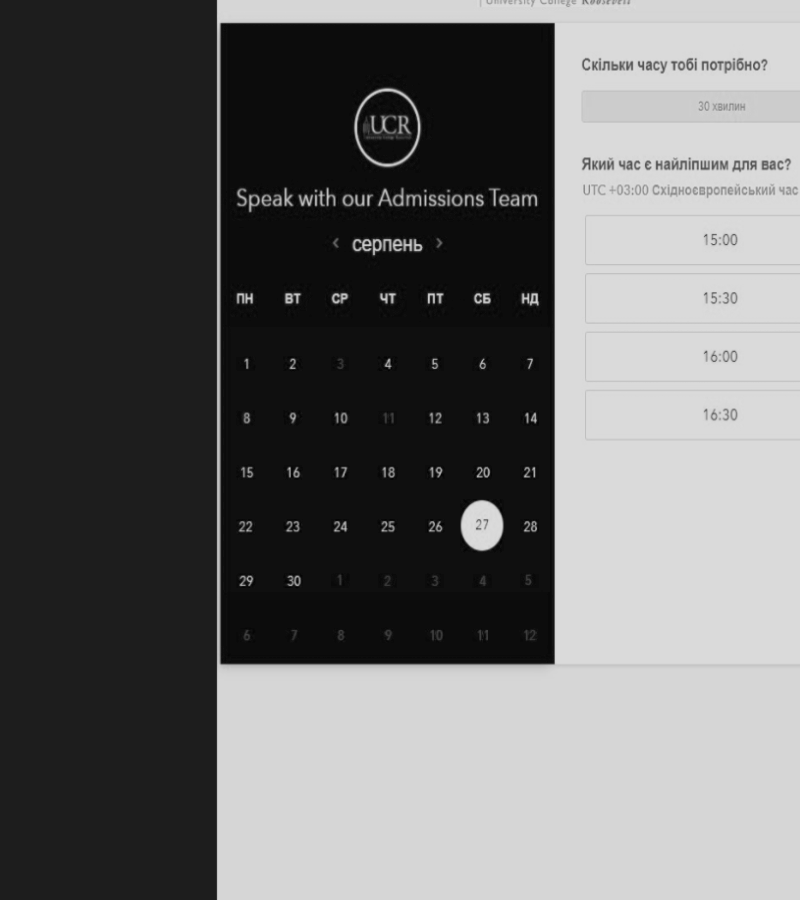 University College Roosevelt
UCR
Speak with our Admissions Team
< серпень >
ПН ВТ СР ЧТ ПТ СБ НД
1 2 3 4 5 6 7
8 9 10 11 12 13 14
15 16 17 18 19 20 21
22 23 24 25 26 27 28
29 30 1 2 3 4 5
6 7 8 9 10 11 12
Скільки часу тобі потрібно?
30 хвилин
Який час є найліпшим для вас?
UTC +03:00 Східноєвропейський час
15:00
15:30
16:00
16:30